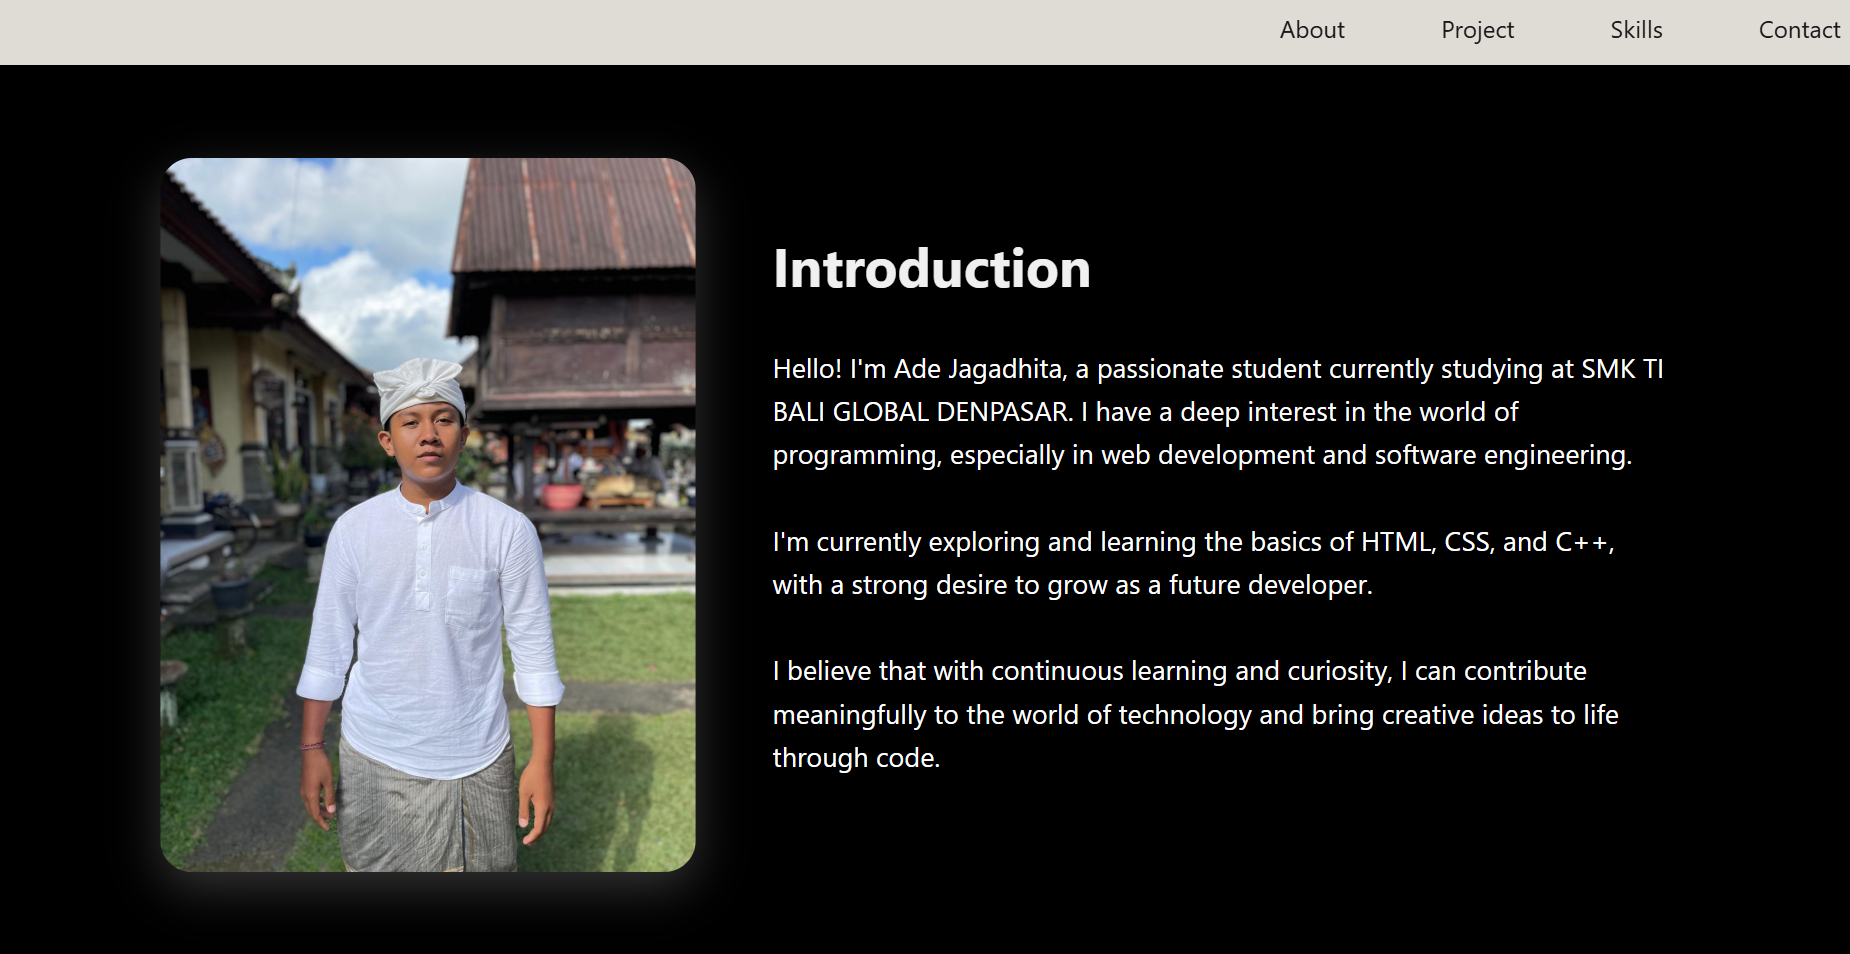 About Project Skills Contact
Introduction
Hello! I'm Ade Jagadhita, a passionate student currently studying at SMK TI
BALI GLOBAL DENPASAR. I have a deep interest in the world of
programming, especially in web development and software engineering.
I'm currently exploring and learning the basics of HTML, CSS, and C++,
with a strong desire to grow as a future developer.
I believe that with continuous learning and curiosity, I can contribute
meaningfully to the world of technology and bring creative ideas to life
through code.